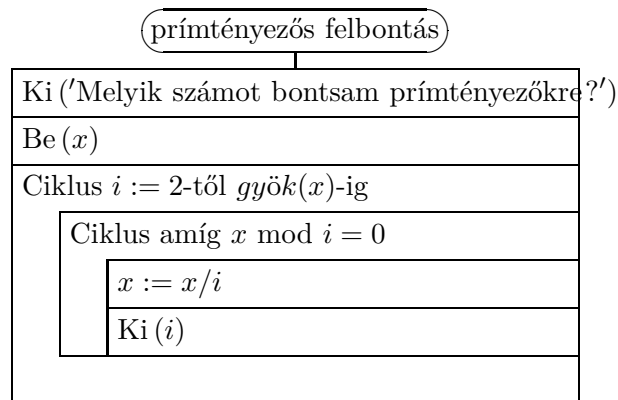 prímtényezős felbontás
Ki ('Melyik számot bontsam prímtényezőkre?')
Be (x)
Ciklus i := 2-től gyök(x)-ig
Ciklus amíg x mod i = 0
x := x/i
Ki (i)